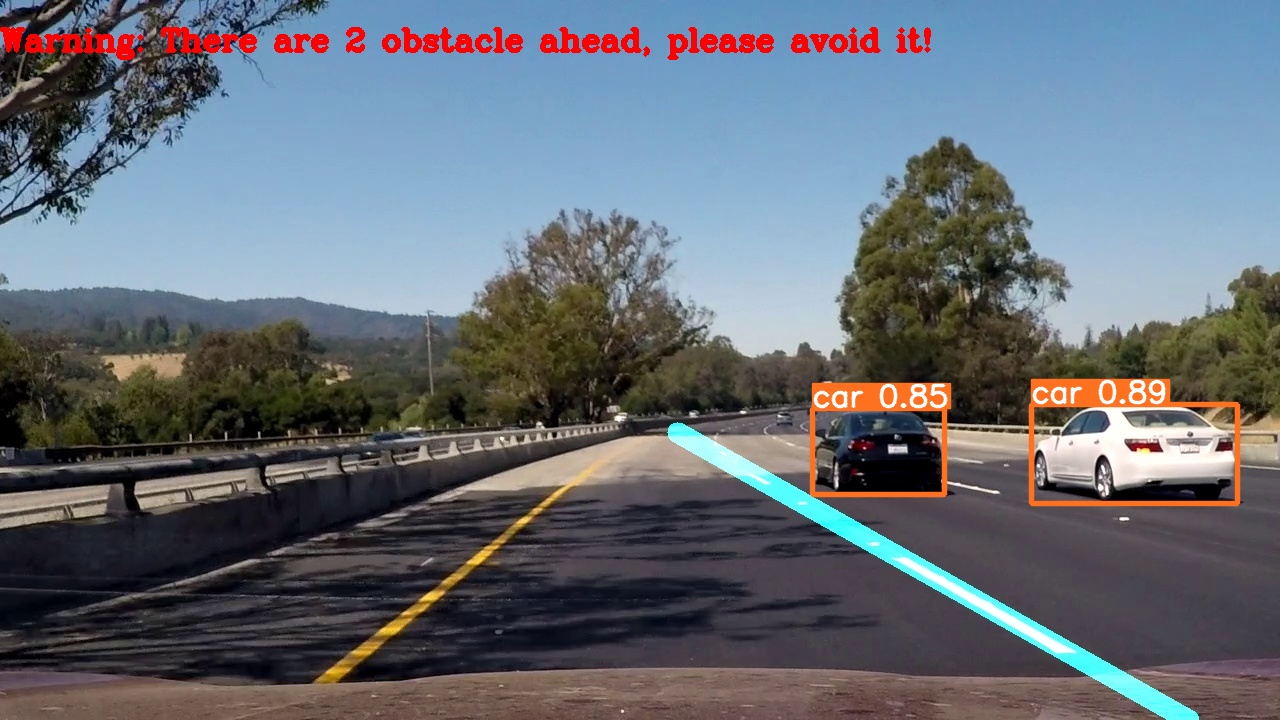 Warning: There are 2 obstacle ahead, please avoid it!
car 0.85
car 0.89